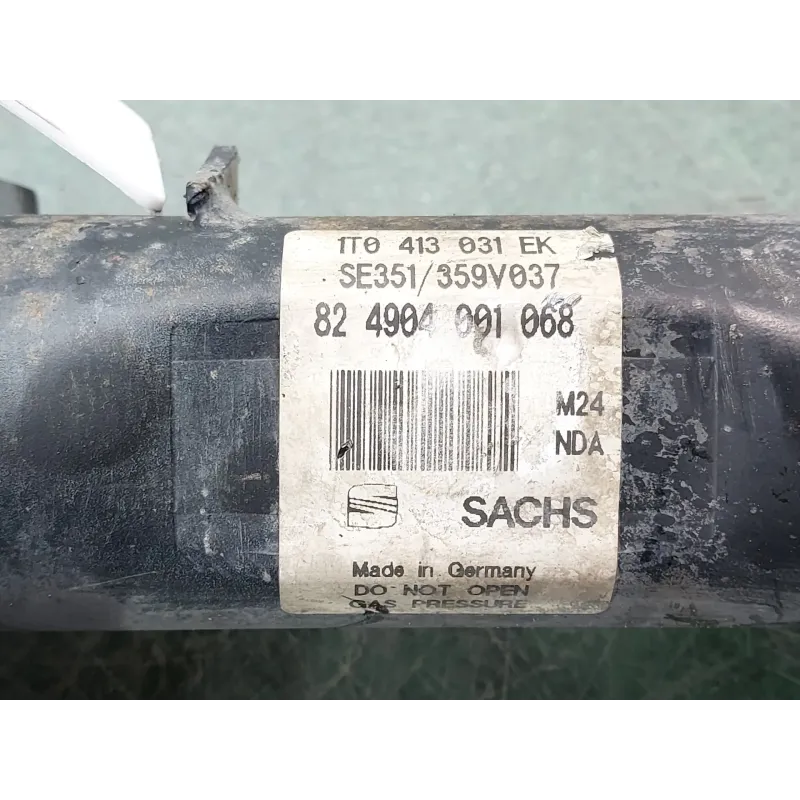 1T0 413 031 EK
SE351/359V037
82 4904 001 068
M24
NDA
SACHS
Made in Germany
DO NOT OPEN
GAS PRESSURE